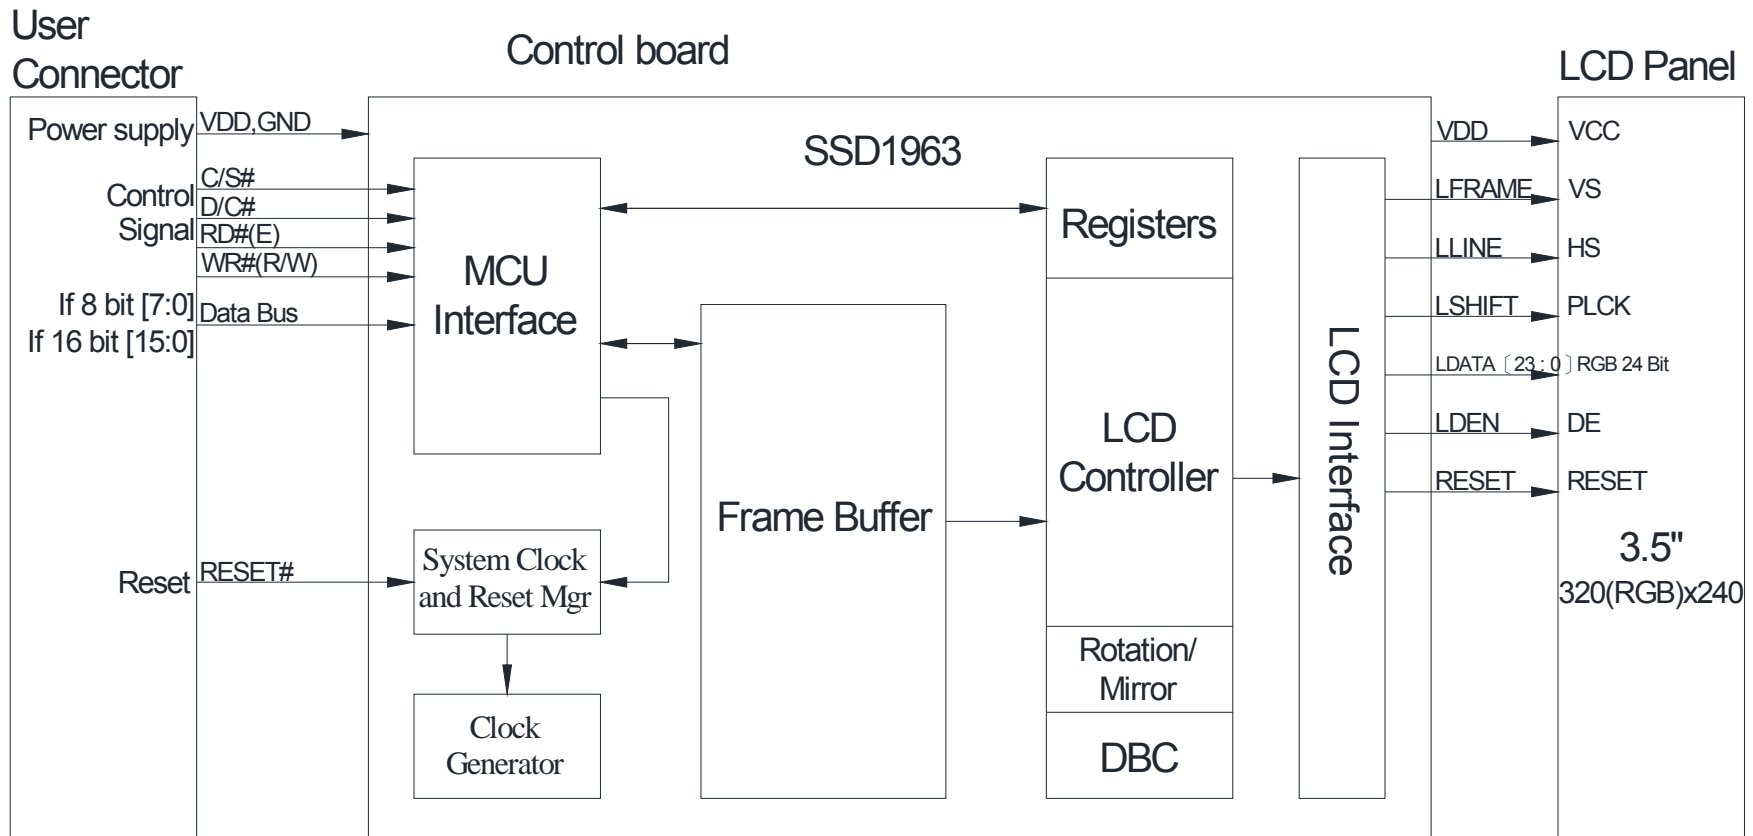 User
Connector
Control board
LCD Panel
Power supply
VDD,GND
Control
Signal
C/S#
D/C#
RD#(E)
WR#(R/W)
If 8 bit [7:0]
If 16 bit [15:0]
Data Bus
Reset
RESET#
SSD1963
MCU
Interface
System Clock
and Reset Mgr
Clock
Generator
Frame Buffer
Registers
LCD
Controller
Rotation/
Mirror
DBC
LCD Interface
VDD
VCC
LFRAME
VS
LLINE
HS
LSHIFT
PLCK
LDATA〔23:0〕RGB 24 Bit
LDEN
DE
RESET
RESET
3.5"
320(RGB)x240